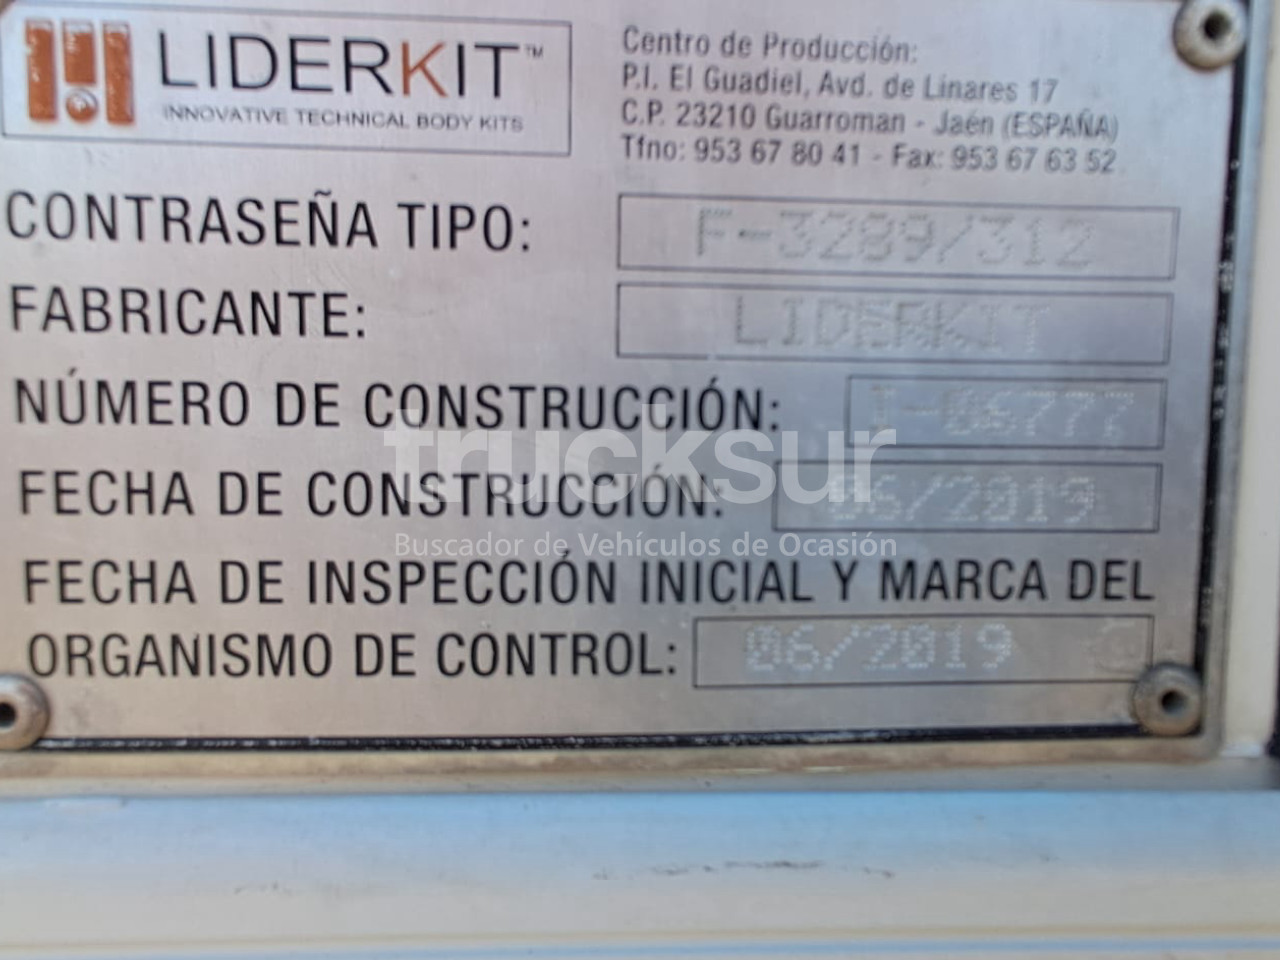 LIDERKIT™
INNOVATIVE TECHNICAL BODY KITS
Centro de Producción:
P.I. El Guadiel, Avd. de Linares 17
C.P. 23210 Guarroman - Jaén (ESPAÑA)
Tfno: 953 67 80 41 - Fax: 953 67 63 52
CONTRASEÑA TIPO: F-3289/312
FABRICANTE: LIDERKIT
NÚMERO DE CONSTRUCCIÓN: I-06777
FECHA DE CONSTRUCCIÓN: 06/2019
trucksur
Buscador de Vehículos de Ocasión
FECHA DE INSPECCIÓN INICIAL Y MARCA DEL
ORGANISMO DE CONTROL: 06/2019